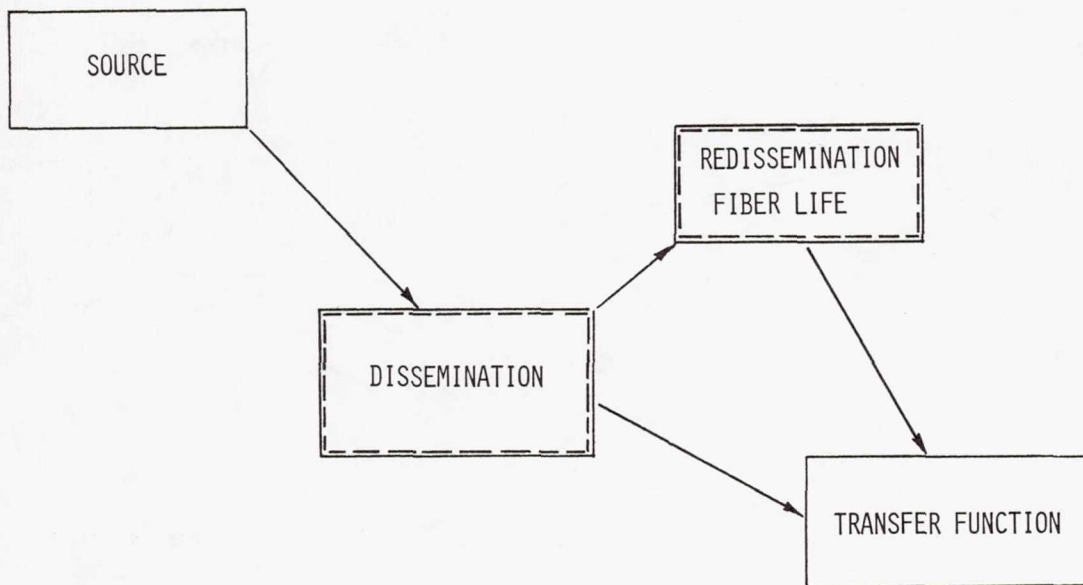 SOURCE
REDISSEMINATION
FIBER LIFE
DISSEMINATION
TRANSFER FUNCTION